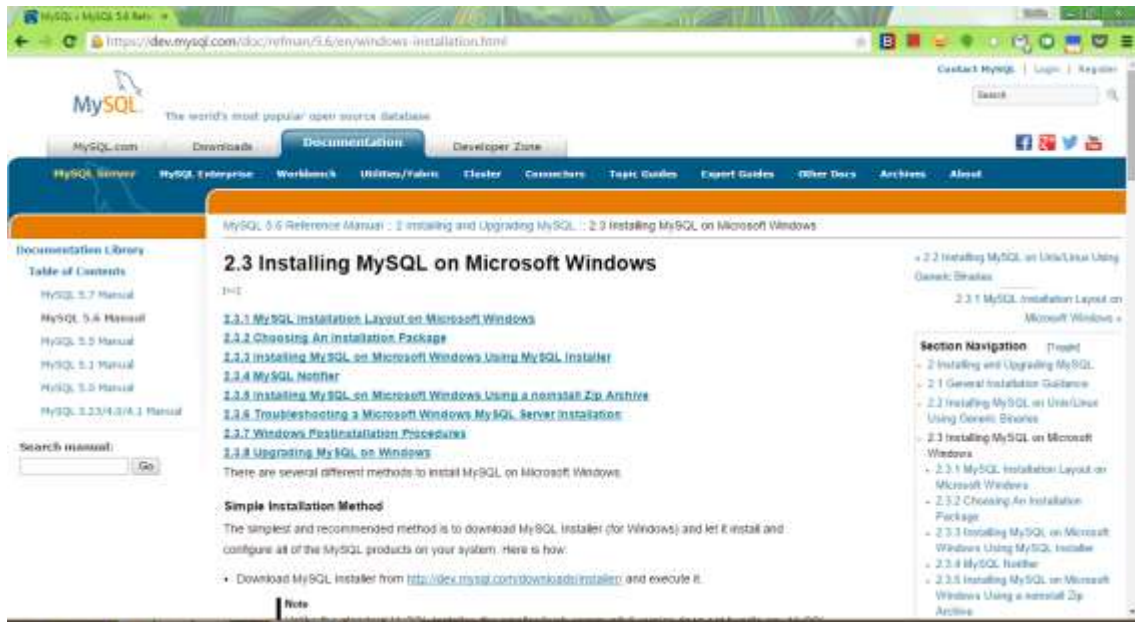 MySQL :: MySQL 5.6 Refe
https://dev.mysql.com/doc/refman/5.6/en/windows-installation.html
Contact MySQL | Login | Register
Search
MySQL
The world's most popular open source database
MySQL.com
Downloads
Documentation
Developer Zone
MySQL Server
MySQL Enterprise
Workbench
Utilities/Fabric
Cluster
Connectors
Topic Guides
Expert Guides
Other Docs
Archives
About
MySQL 5.6 Reference Manual :: 2 Installing and Upgrading MySQL :: 2.3 Installing MySQL on Microsoft Windows
Documentation Library
Table of Contents
MySQL 5.7 Manual
MySQL 5.6 Manual
MySQL 5.5 Manual
MySQL 5.1 Manual
MySQL 5.0 Manual
MySQL 3.23/4.0/4.1 Manual
Search manual:
Go
2.3 Installing MySQL on Microsoft Windows
[+/-]
2.3.1 MySQL Installation Layout on Microsoft Windows
2.3.2 Choosing An Installation Package
2.3.3 Installing MySQL on Microsoft Windows Using MySQL Installer
2.3.4 MySQL Notifier
2.3.5 Installing MySQL on Microsoft Windows Using a noinstall Zip Archive
2.3.6 Troubleshooting a Microsoft Windows MySQL Server Installation
2.3.7 Windows Postinstallation Procedures
2.3.8 Upgrading MySQL on Windows
There are several different methods to install MySQL on Microsoft Windows.
Simple Installation Method
The simplest and recommended method is to download MySQL Installer (for Windows) and let it install and
configure all of the MySQL products on your system. Here is how:
• Download MySQL Installer from http://dev.mysql.com/downloads/installer/ and execute it.
Note
« 2.2 Installing MySQL on Unix/Linux Using
Generic Binaries
2.3.1 MySQL Installation Layout on
Microsoft Windows »
Section Navigation [Toggle]
2 Installing and Upgrading MySQL
2.1 General Installation Guidance
2.2 Installing MySQL on Unix/Linux
Using Generic Binaries
2.3 Installing MySQL on Microsoft
Windows
2.3.1 MySQL Installation Layout on
Microsoft Windows
2.3.2 Choosing An Installation
Package
2.3.3 Installing MySQL on Microsoft
Windows Using MySQL Installer
2.3.4 MySQL Notifier
2.3.5 Installing MySQL on Microsoft
Windows Using a noinstall Zip
Archive